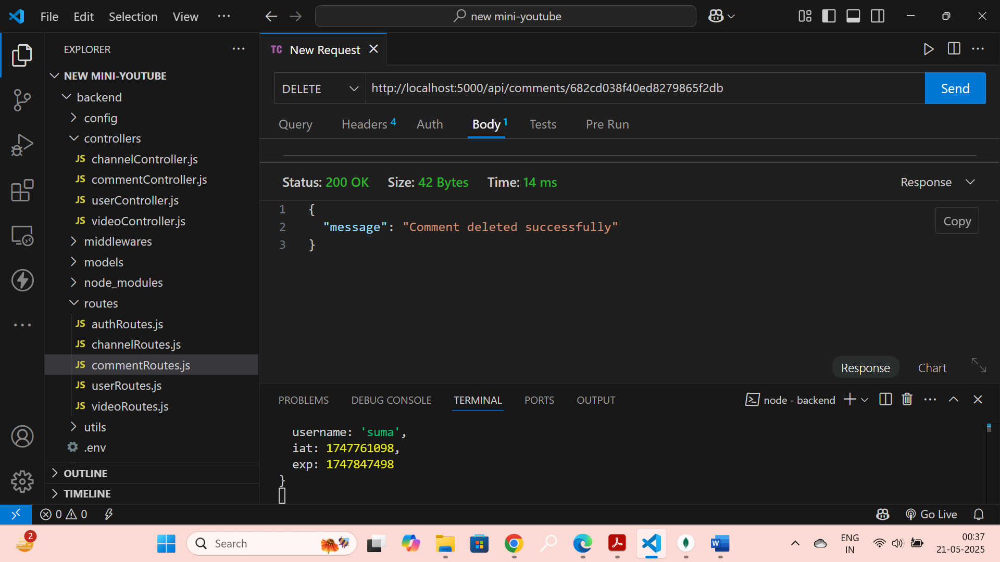 File Edit Selection View ···
new mini-youtube
EXPLORER ···
NEW MINI-YOUTUBE
backend
config
controllers
JS channelController.js
JS commentController.js
JS userController.js
JS videoController.js
middlewares
models
node_modules
routes
JS authRoutes.js
JS channelRoutes.js
JS commentRoutes.js
JS userRoutes.js
JS videoRoutes.js
utils
.env
OUTLINE
TIMELINE
TC New Request
DELETE http://localhost:5000/api/comments/682cd038f40ed8279865f2db Send
Query Headers 4 Auth Body 1 Tests Pre Run
Status: 200 OK Size: 42 Bytes Time: 14 ms Response
1 {
2 "message": "Comment deleted successfully"
3 }
Copy
Response Chart
PROBLEMS DEBUG CONSOLE TERMINAL PORTS OUTPUT node - backend
username: 'suma',
iat: 1747761098,
exp: 1747847498
}
0 0 Go Live
2 Search W ENG 00:37
IN 21-05-2025